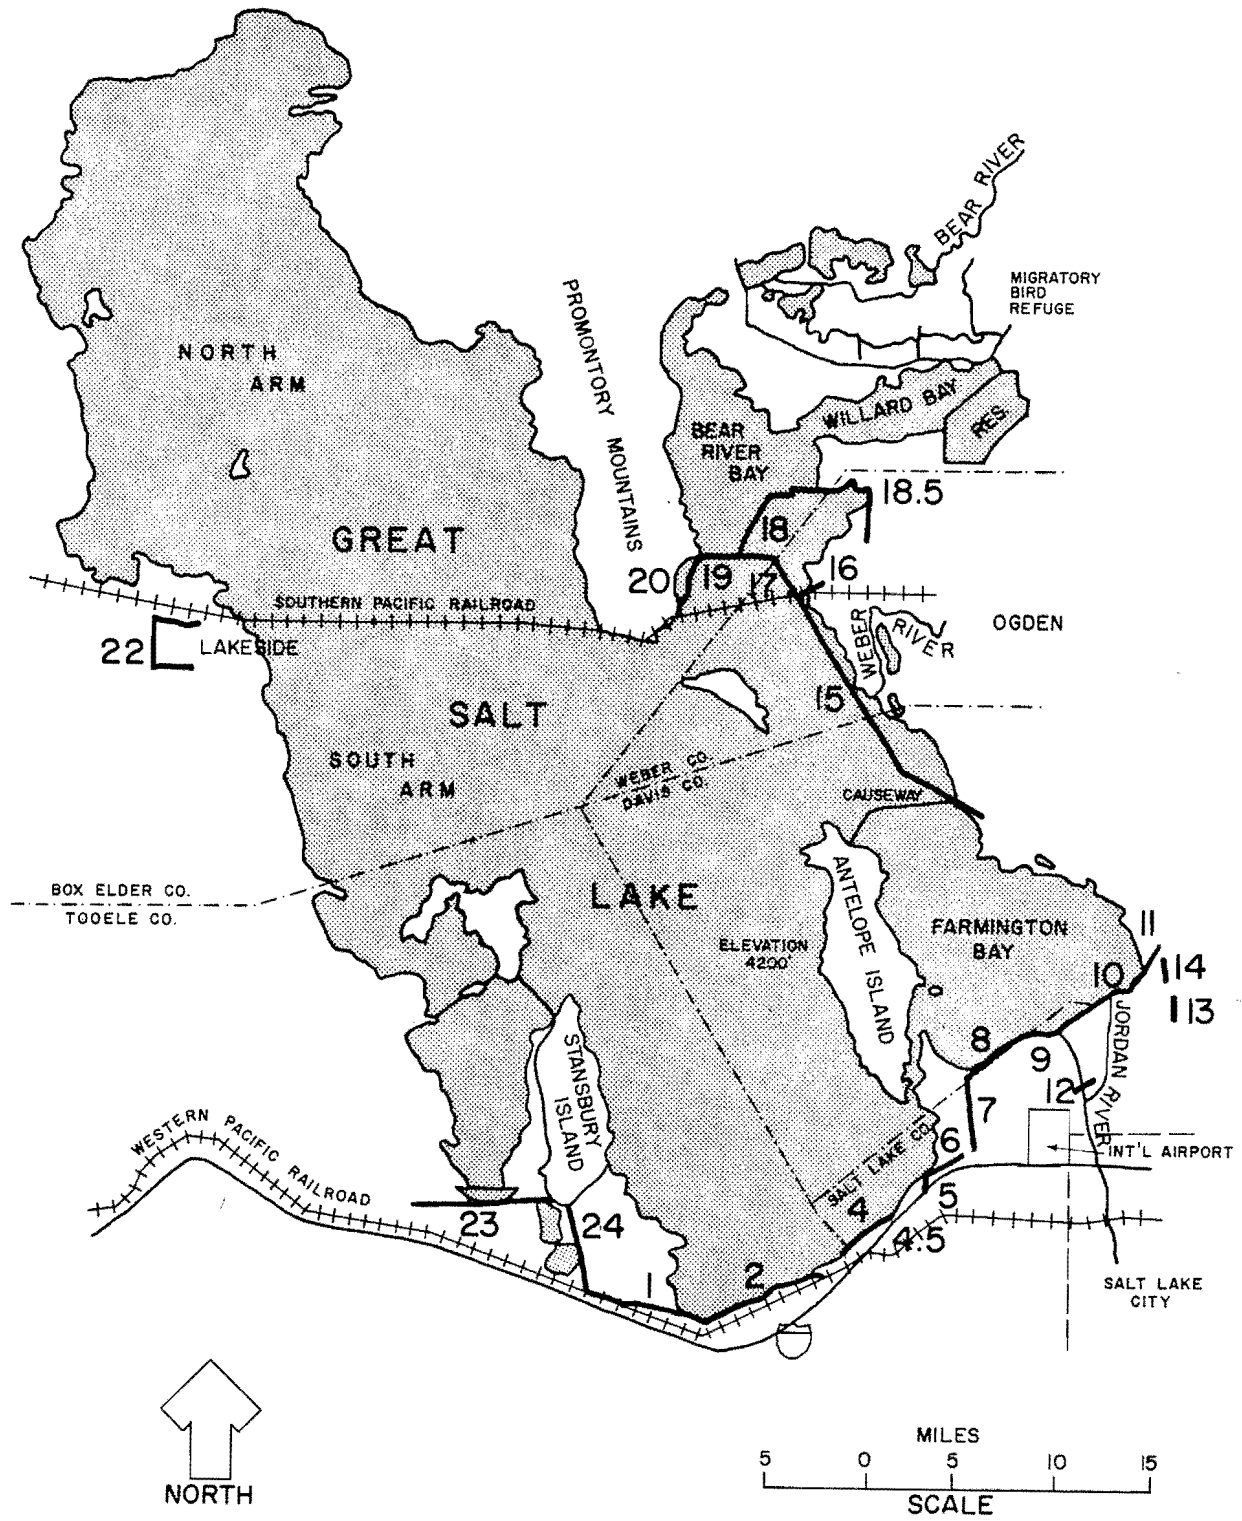 BEAR RIVER
MIGRATORY
BIRD
REFUGE
PROMONTORY MOUNTAINS
NORTH
ARM
WILLARD BAY
RES.
BEAR
RIVER
BAY
18.5
18
GREAT
20
19
17
16
SOUTHERN PACIFIC RAILROAD
OGDEN
WEBER
RIVER
22
LAKESIDE
15
SALT
SOUTH
ARM
WEBER CO.
DAVIS CO.
CAUSEWAY
BOX ELDER CO.
TOOELE CO.
LAKE
ANTELOPE ISLAND
ELEVATION
4200'
FARMINGTON
BAY
11
10
14
13
JORDAN RIVER
8
9
12
7
STANSBURY
ISLAND
WESTERN PACIFIC RAILROAD
SALT LAKE CO.
6
INT'L AIRPORT
5
4
4.5
23
24
1
2
SALT LAKE
CITY
NORTH
MILES
5 0 5 10 15
SCALE